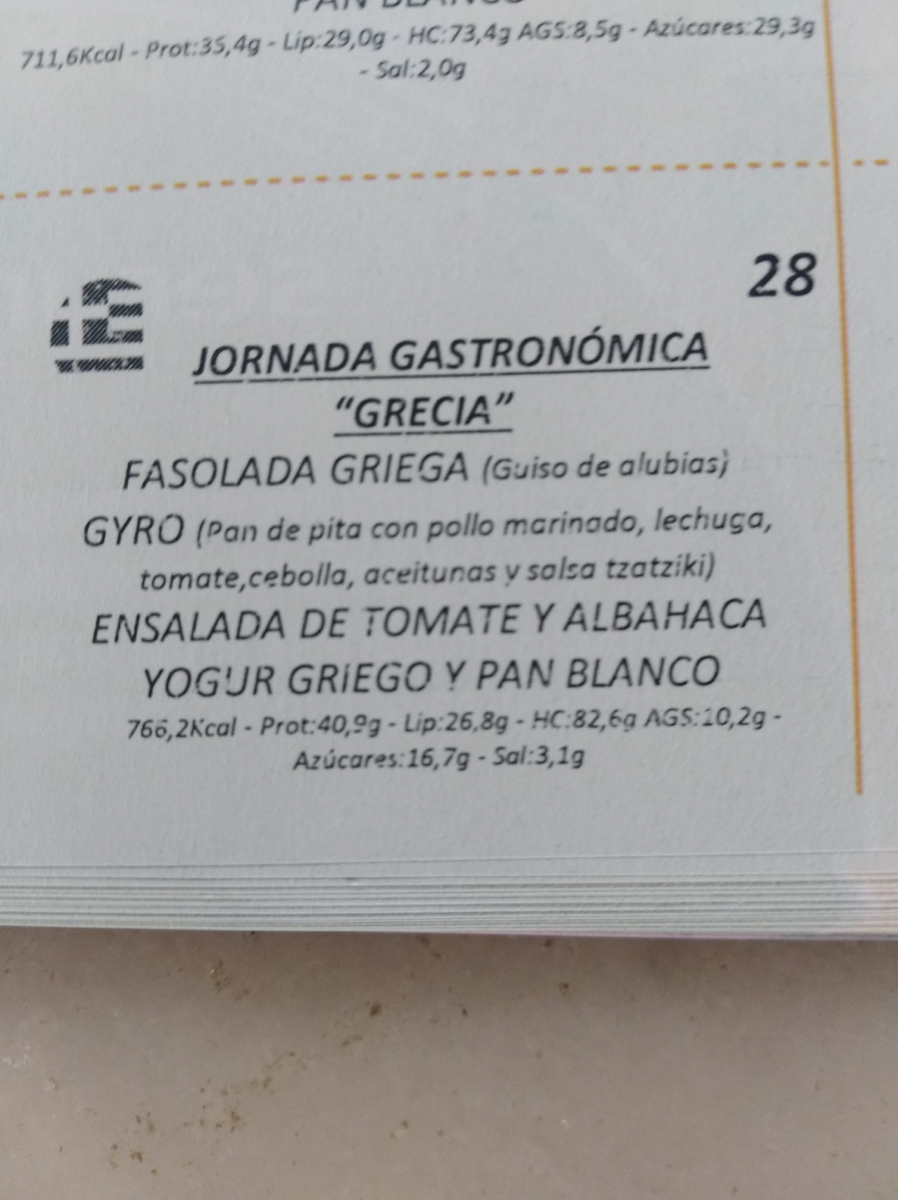 PAN BLANCO
711,6Kcal - Prot:35,4g - Lip:29,0g - HC:73,4g AGS:8,5g - Azúcares:29,3g
- Sal:2,0g
28
JORNADA GASTRONÓMICA
“GRECIA”
FASOLADA GRIEGA (Guiso de alubias)
GYRO (Pan de pita con pollo marinado, lechuga,
tomate,cebolla, aceitunas y salsa tzatziki)
ENSALADA DE TOMATE Y ALBAHACA
YOGUR GRIEGO Y PAN BLANCO
766,2Kcal - Prot:40,9g - Lip:26,8g - HC:82,6g AGS:10,2g -
Azúcares:16,7g - Sal:3,1g